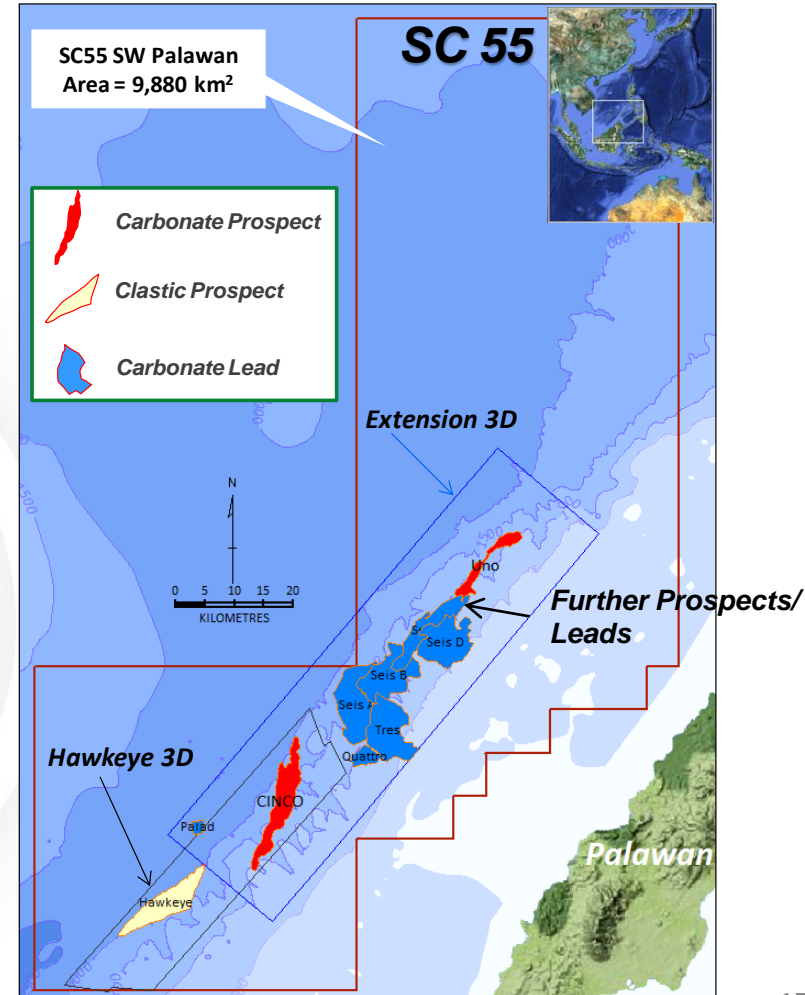 SC55 SW Palawan
Area = 9,880 km²
SC 55
Carbonate Prospect
Clastic Prospect
Carbonate Lead
2000
Extension 3D
1500
N
0 5 10 15 20
KILOMETRES
1500
Uno
Further Prospects/
Leads
Seis D
Seis B
Seis A
Tres
Quattro
Hawkeye 3D
CINCO
Palad
Palawan
Hawkeye